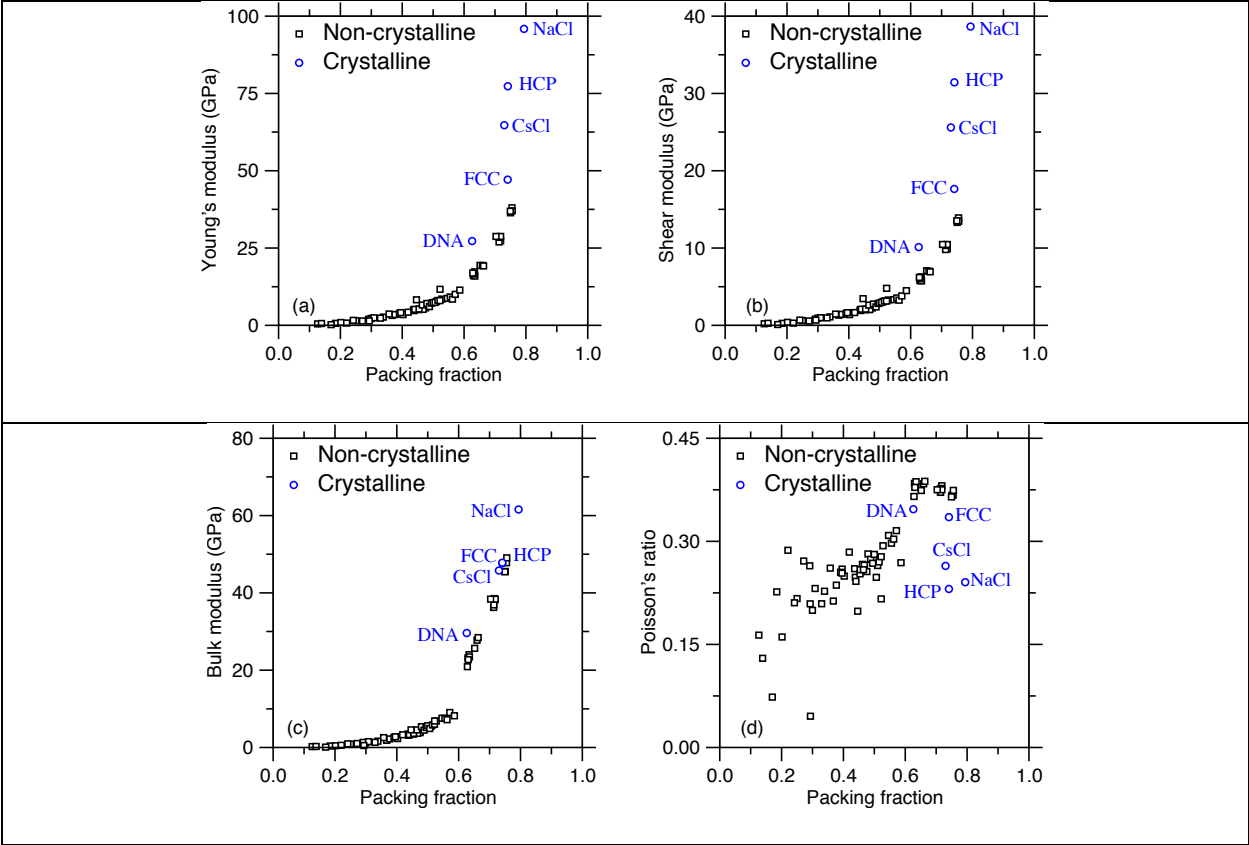 100
75
50
25
0
Young's modulus (GPa)
Non-crystalline
Crystalline
NaCl
HCP
CsCl
FCC
DNA
(a)
0.0 0.2 0.4 0.6 0.8 1.0
Packing fraction
40
30
20
10
0
Shear modulus (GPa)
Non-crystalline
Crystalline
NaCl
HCP
CsCl
FCC
DNA
(b)
0.0 0.2 0.4 0.6 0.8 1.0
Packing fraction
80
60
40
20
0
Bulk modulus (GPa)
Non-crystalline
Crystalline
NaCl
FCC HCP
CsCl
DNA
(c)
0.0 0.2 0.4 0.6 0.8 1.0
Packing fraction
0.45
0.30
0.15
0.00
Poisson's ratio
Non-crystalline
Crystalline
DNA FCC
CsCl
HCP NaCl
(d)
0.0 0.2 0.4 0.6 0.8 1.0
Packing fraction